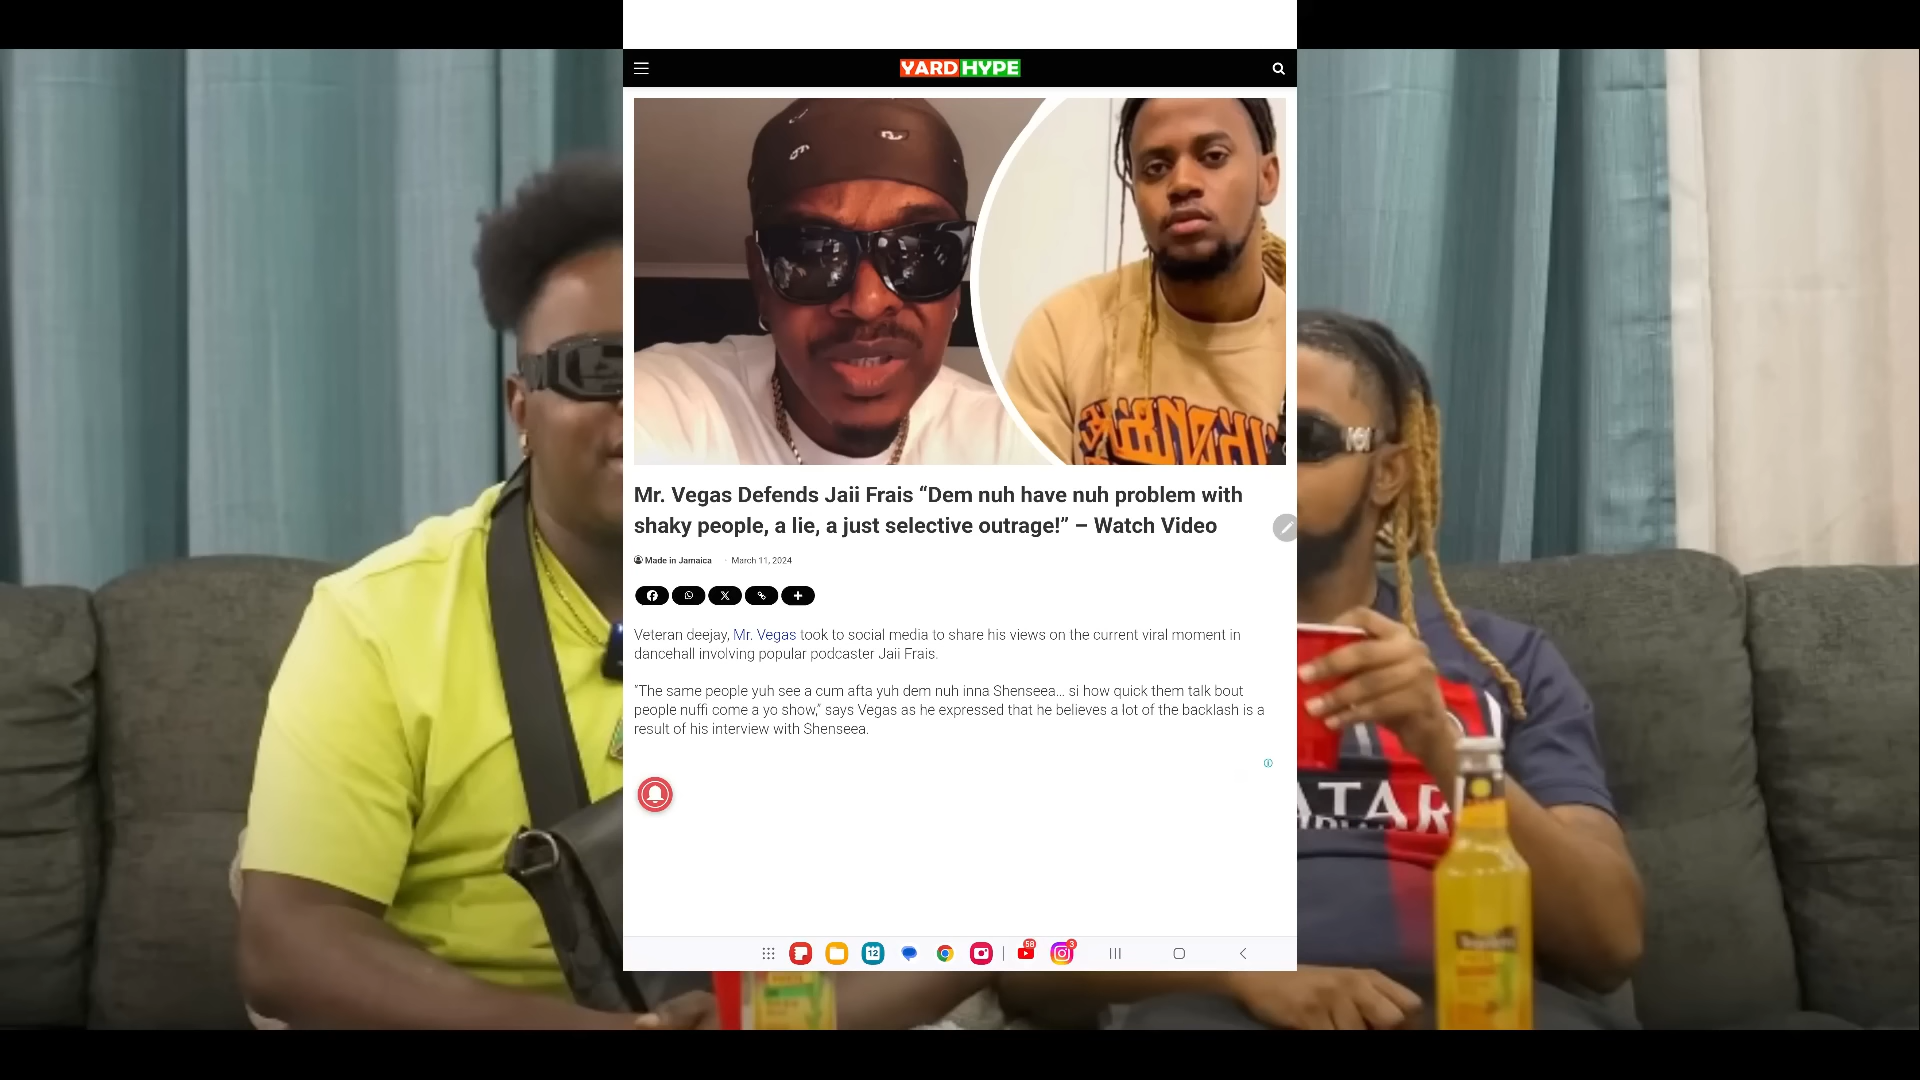 YARD HYPE
Mr. Vegas Defends Jaii Frais “Dem nuh have nuh problem with
shaky people, a lie, a just selective outrage!” – Watch Video
Made in Jamaica · March 11, 2024
Veteran deejay, Mr. Vegas took to social media to share his views on the current viral moment in
dancehall involving popular podcaster Jaii Frais.
“The same people yuh see a cum afta yuh dem nuh inna Shenseea... si how quick them talk bout
people nuffi come a yo show,” says Vegas as he expressed that he believes a lot of the backlash is a
result of his interview with Shenseea.
12
58
3